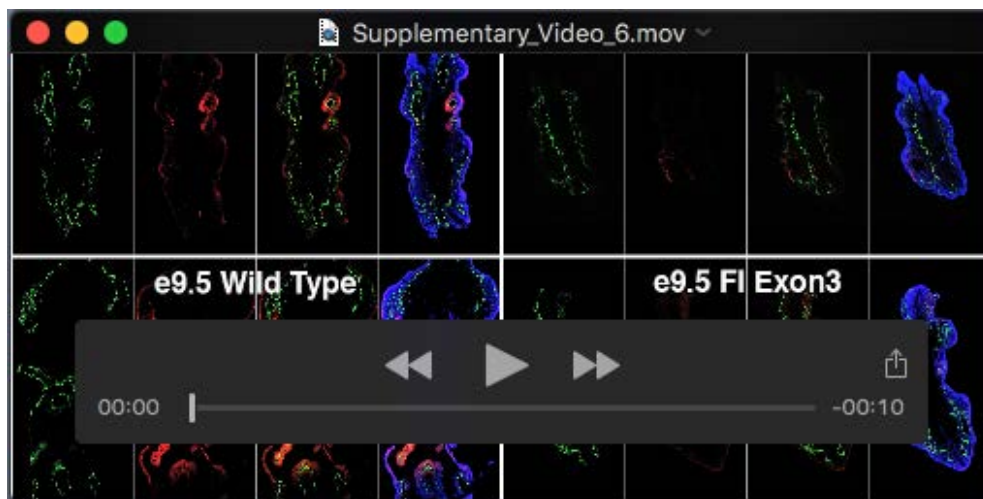 Supplementary_Video_6.mov
e9.5 Wild Type
e9.5 Fl Exon3
00:00
-00:10